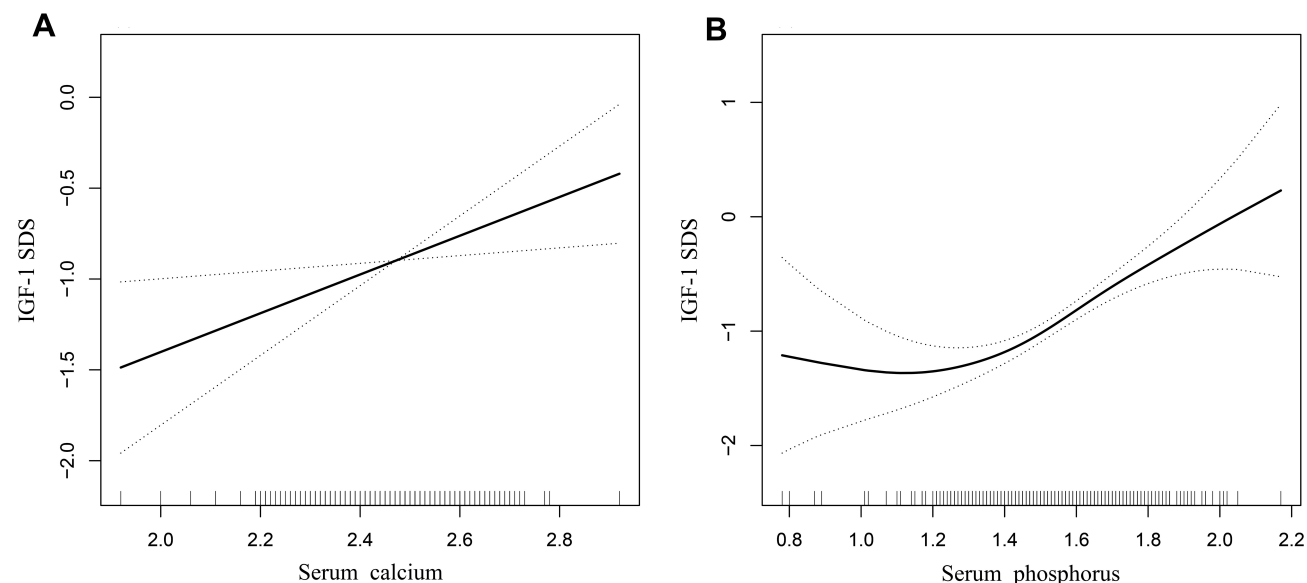 A
0.0
−0.5
−1.0
−1.5
−2.0
IGF-1 SDS
2.0 2.2 2.4 2.6 2.8
Serum calcium
B
1
0
−1
−2
IGF-1 SDS
0.8 1.0 1.2 1.4 1.6 1.8 2.0 2.2
Serum phosphorus